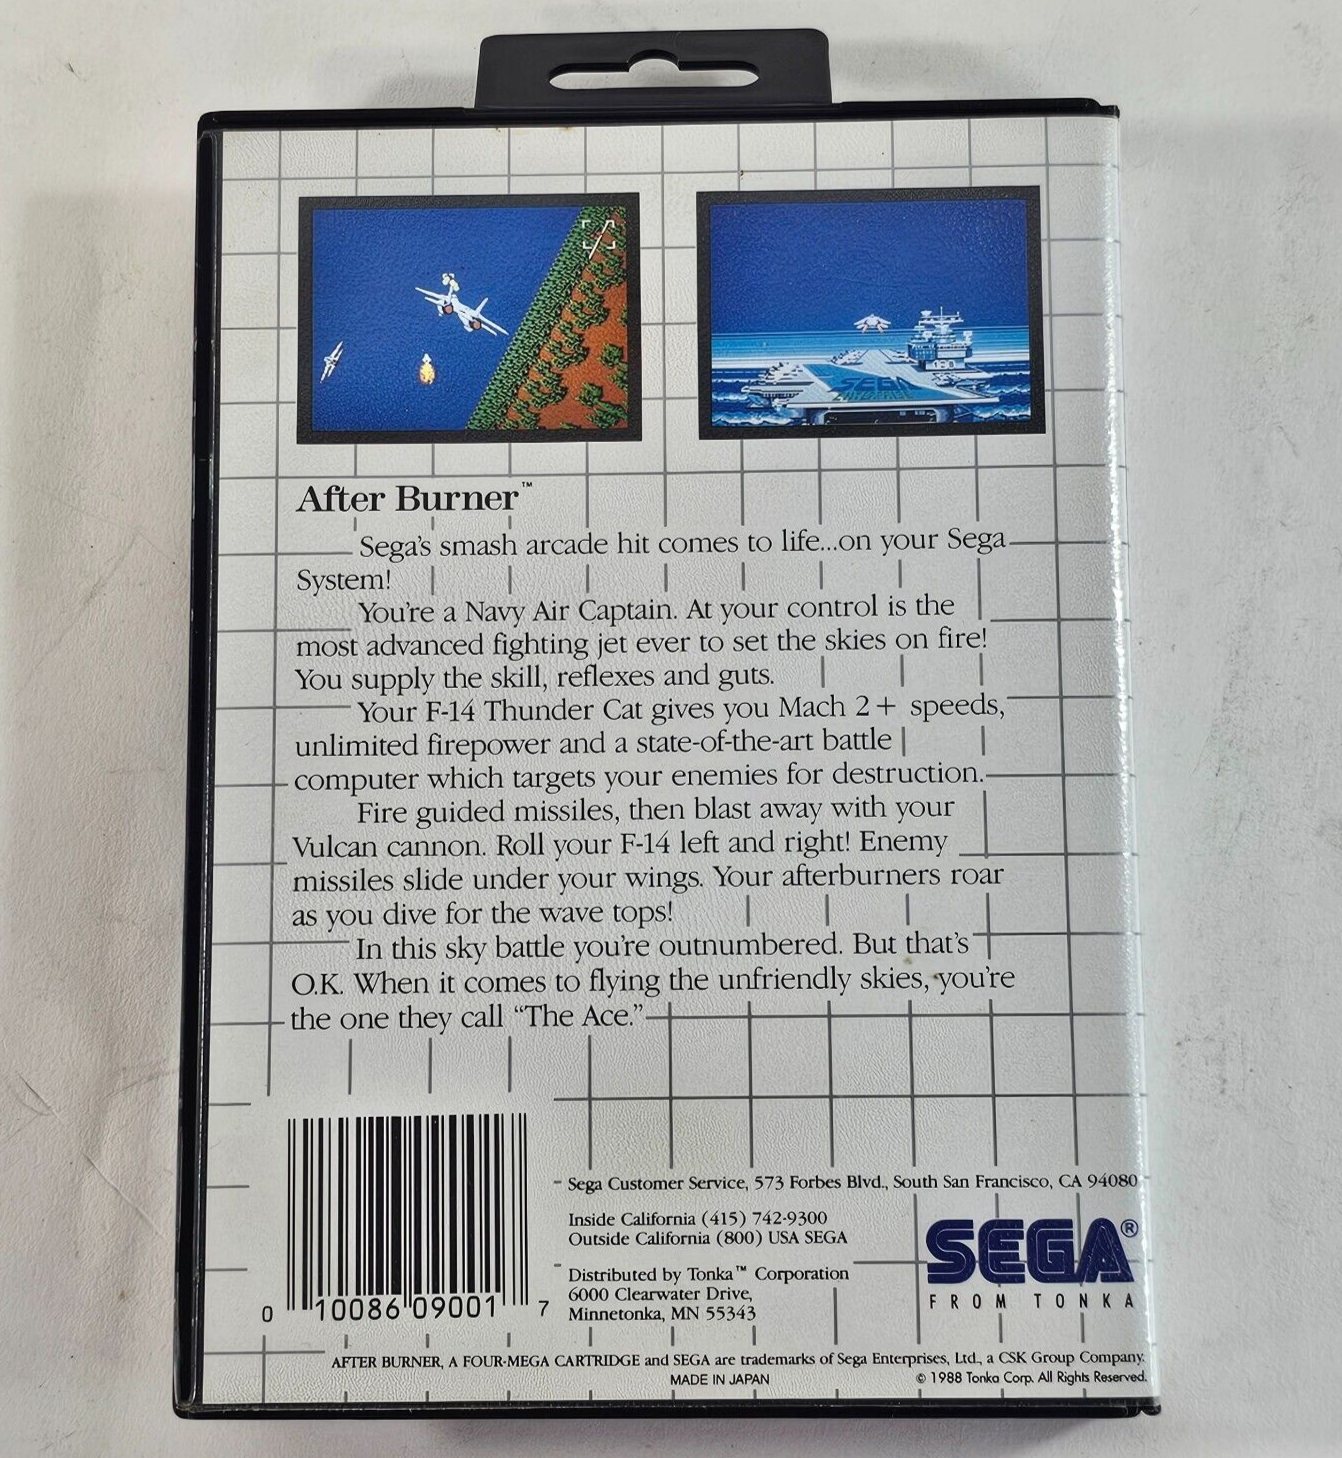 SEGA
After Burner™
Sega's smash arcade hit comes to life...on your Sega
System!
You're a Navy Air Captain. At your control is the
most advanced fighting jet ever to set the skies on fire!
You supply the skill, reflexes and guts.
Your F-14 Thunder Cat gives you Mach 2+ speeds,
unlimited firepower and a state-of-the-art battle
computer which targets your enemies for destruction.
Fire guided missiles, then blast away with your
Vulcan cannon. Roll your F-14 left and right! Enemy
missiles slide under your wings. Your afterburners roar
as you dive for the wave tops!
In this sky battle you're outnumbered. But that's
O.K. When it comes to flying the unfriendly skies, you're
the one they call “The Ace.”
0 10086 09001 7
Sega Customer Service, 573 Forbes Blvd., South San Francisco, CA 94080
Inside California (415) 742-9300
Outside California (800) USA SEGA
Distributed by Tonka™ Corporation
6000 Clearwater Drive,
Minnetonka, MN 55343
SEGA®
FROM TONKA
AFTER BURNER, A FOUR-MEGA CARTRIDGE and SEGA are trademarks of Sega Enterprises, Ltd., a CSK Group Company.
MADE IN JAPAN
© 1988 Tonka Corp. All Rights Reserved.